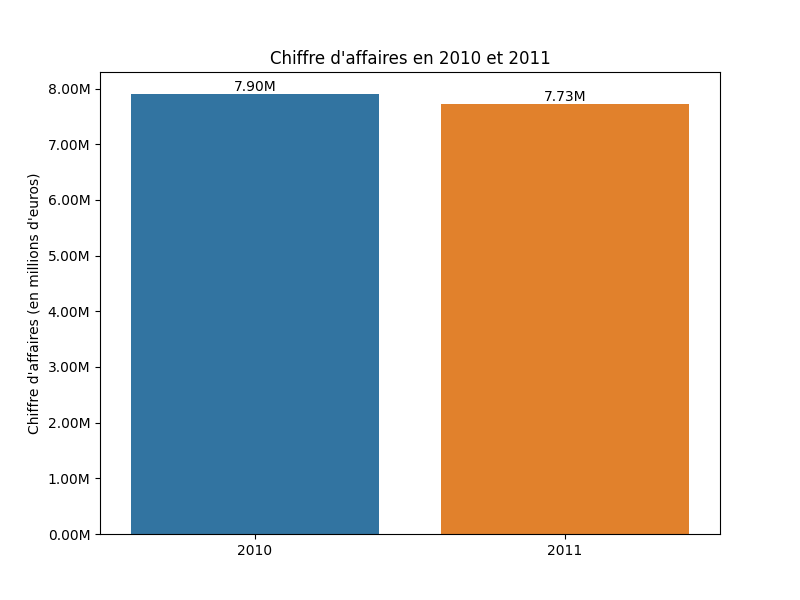 Chiffre d'affaires en 2010 et 2011
Chiffre d'affaires (en millions d'euros)
8.00M
7.00M
6.00M
5.00M
4.00M
3.00M
2.00M
1.00M
0.00M
7.90M
7.73M
2010
2011